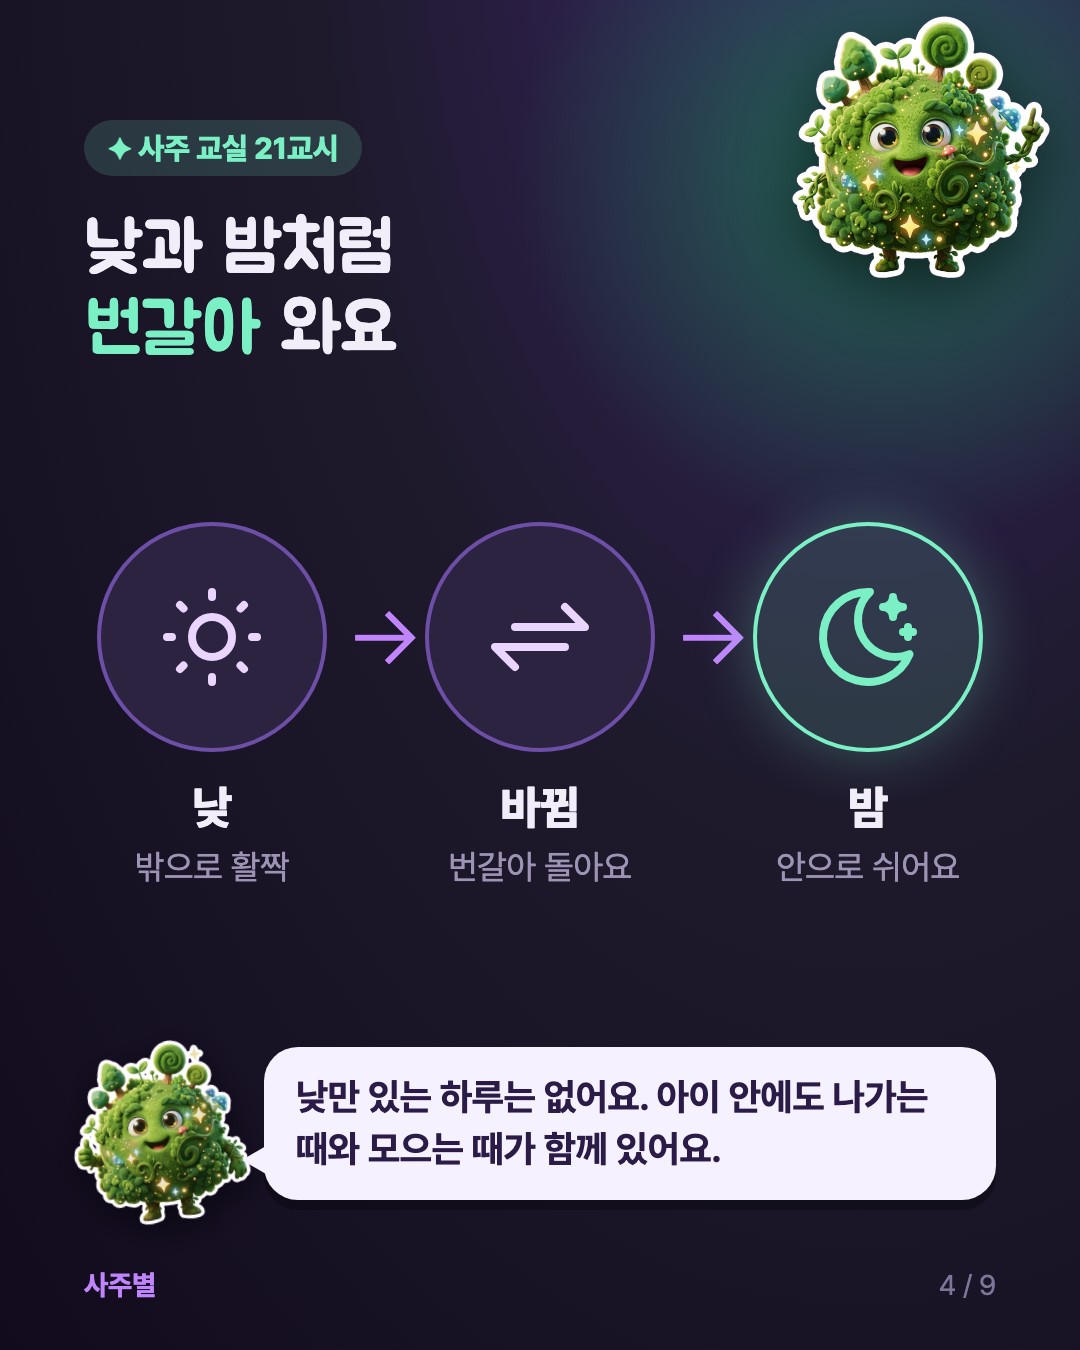 사주 교실 21교시
낮과 밤처럼
번갈아 와요
낮
밖으로 활짝
바뀜
번갈아 돌아요
밤
안으로 쉬어요
낮만 있는 하루는 없어요. 아이 안에도 나가는
때와 모으는 때가 함께 있어요.
사주별
4 / 9